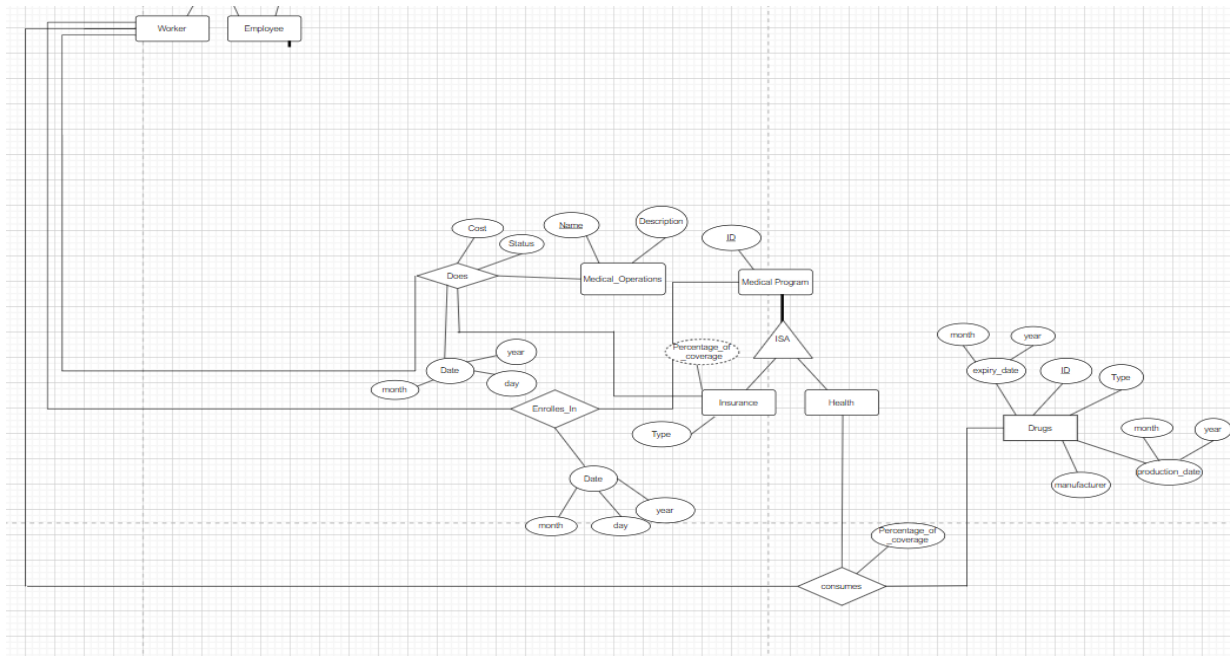 Worker
Employee
Cost
Status
Name
Description
ID
Does
Medical_Operations
Medical Program
ISA
Percentage_of
_coverage
month
year
expiry_date
ID
Type
Date
year
day
month
Enrolles_In
Insurance
Health
Type
Drugs
month
year
production_date
manufacturer
Date
month
day
year
Percentage_of
_coverage
consumes